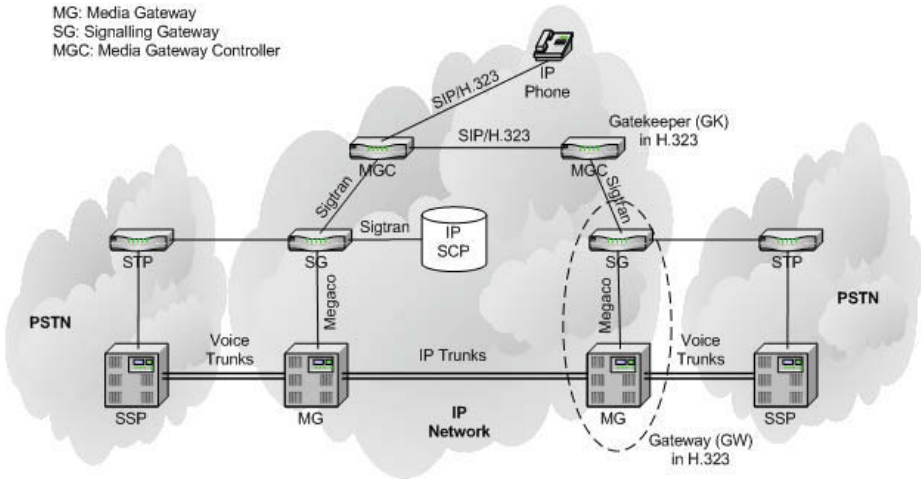 MG: Media Gateway
SG: Signalling Gateway
MGC: Media Gateway Controller
IP
Phone
SIP/H.323
SIP/H.323
Gatekeeper (GK)
in H.323
MGC
MGC
Sigtran
Sigtran
Sigtran
IP
SCP
STP
SG
SG
STP
PSTN
Megaco
Megaco
PSTN
Voice
Trunks
IP Trunks
Voice
Trunks
SSP
MG
MG
SSP
IP
Network
Gateway (GW)
in H.323